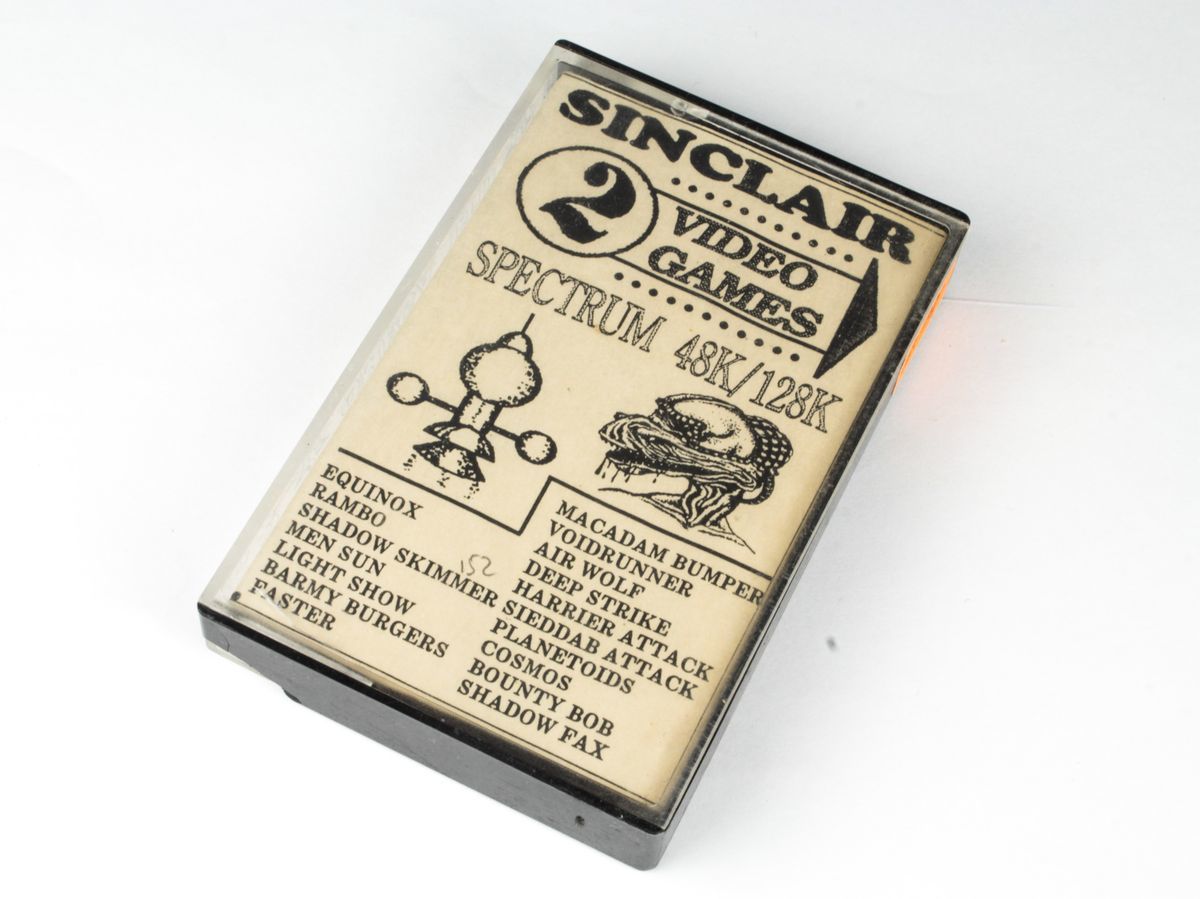 SINCLAIR
2
VIDEO
GAMES
SPECTRUM 48K/128K
EQUINOX
RAMBO
SHADOW SKIMMER
MEN SUN
LIGHT SHOW
BARMY BURGERS
EASTER
MACADAM BUMPER
VOIDRUNNER
AIR WOLF
DEEP STRIKE
HARRIER ATTACK
SIEDDAB ATTACK
PLANETOIDS
COSMOS
BOUNTY BOB
SHADOW FAX